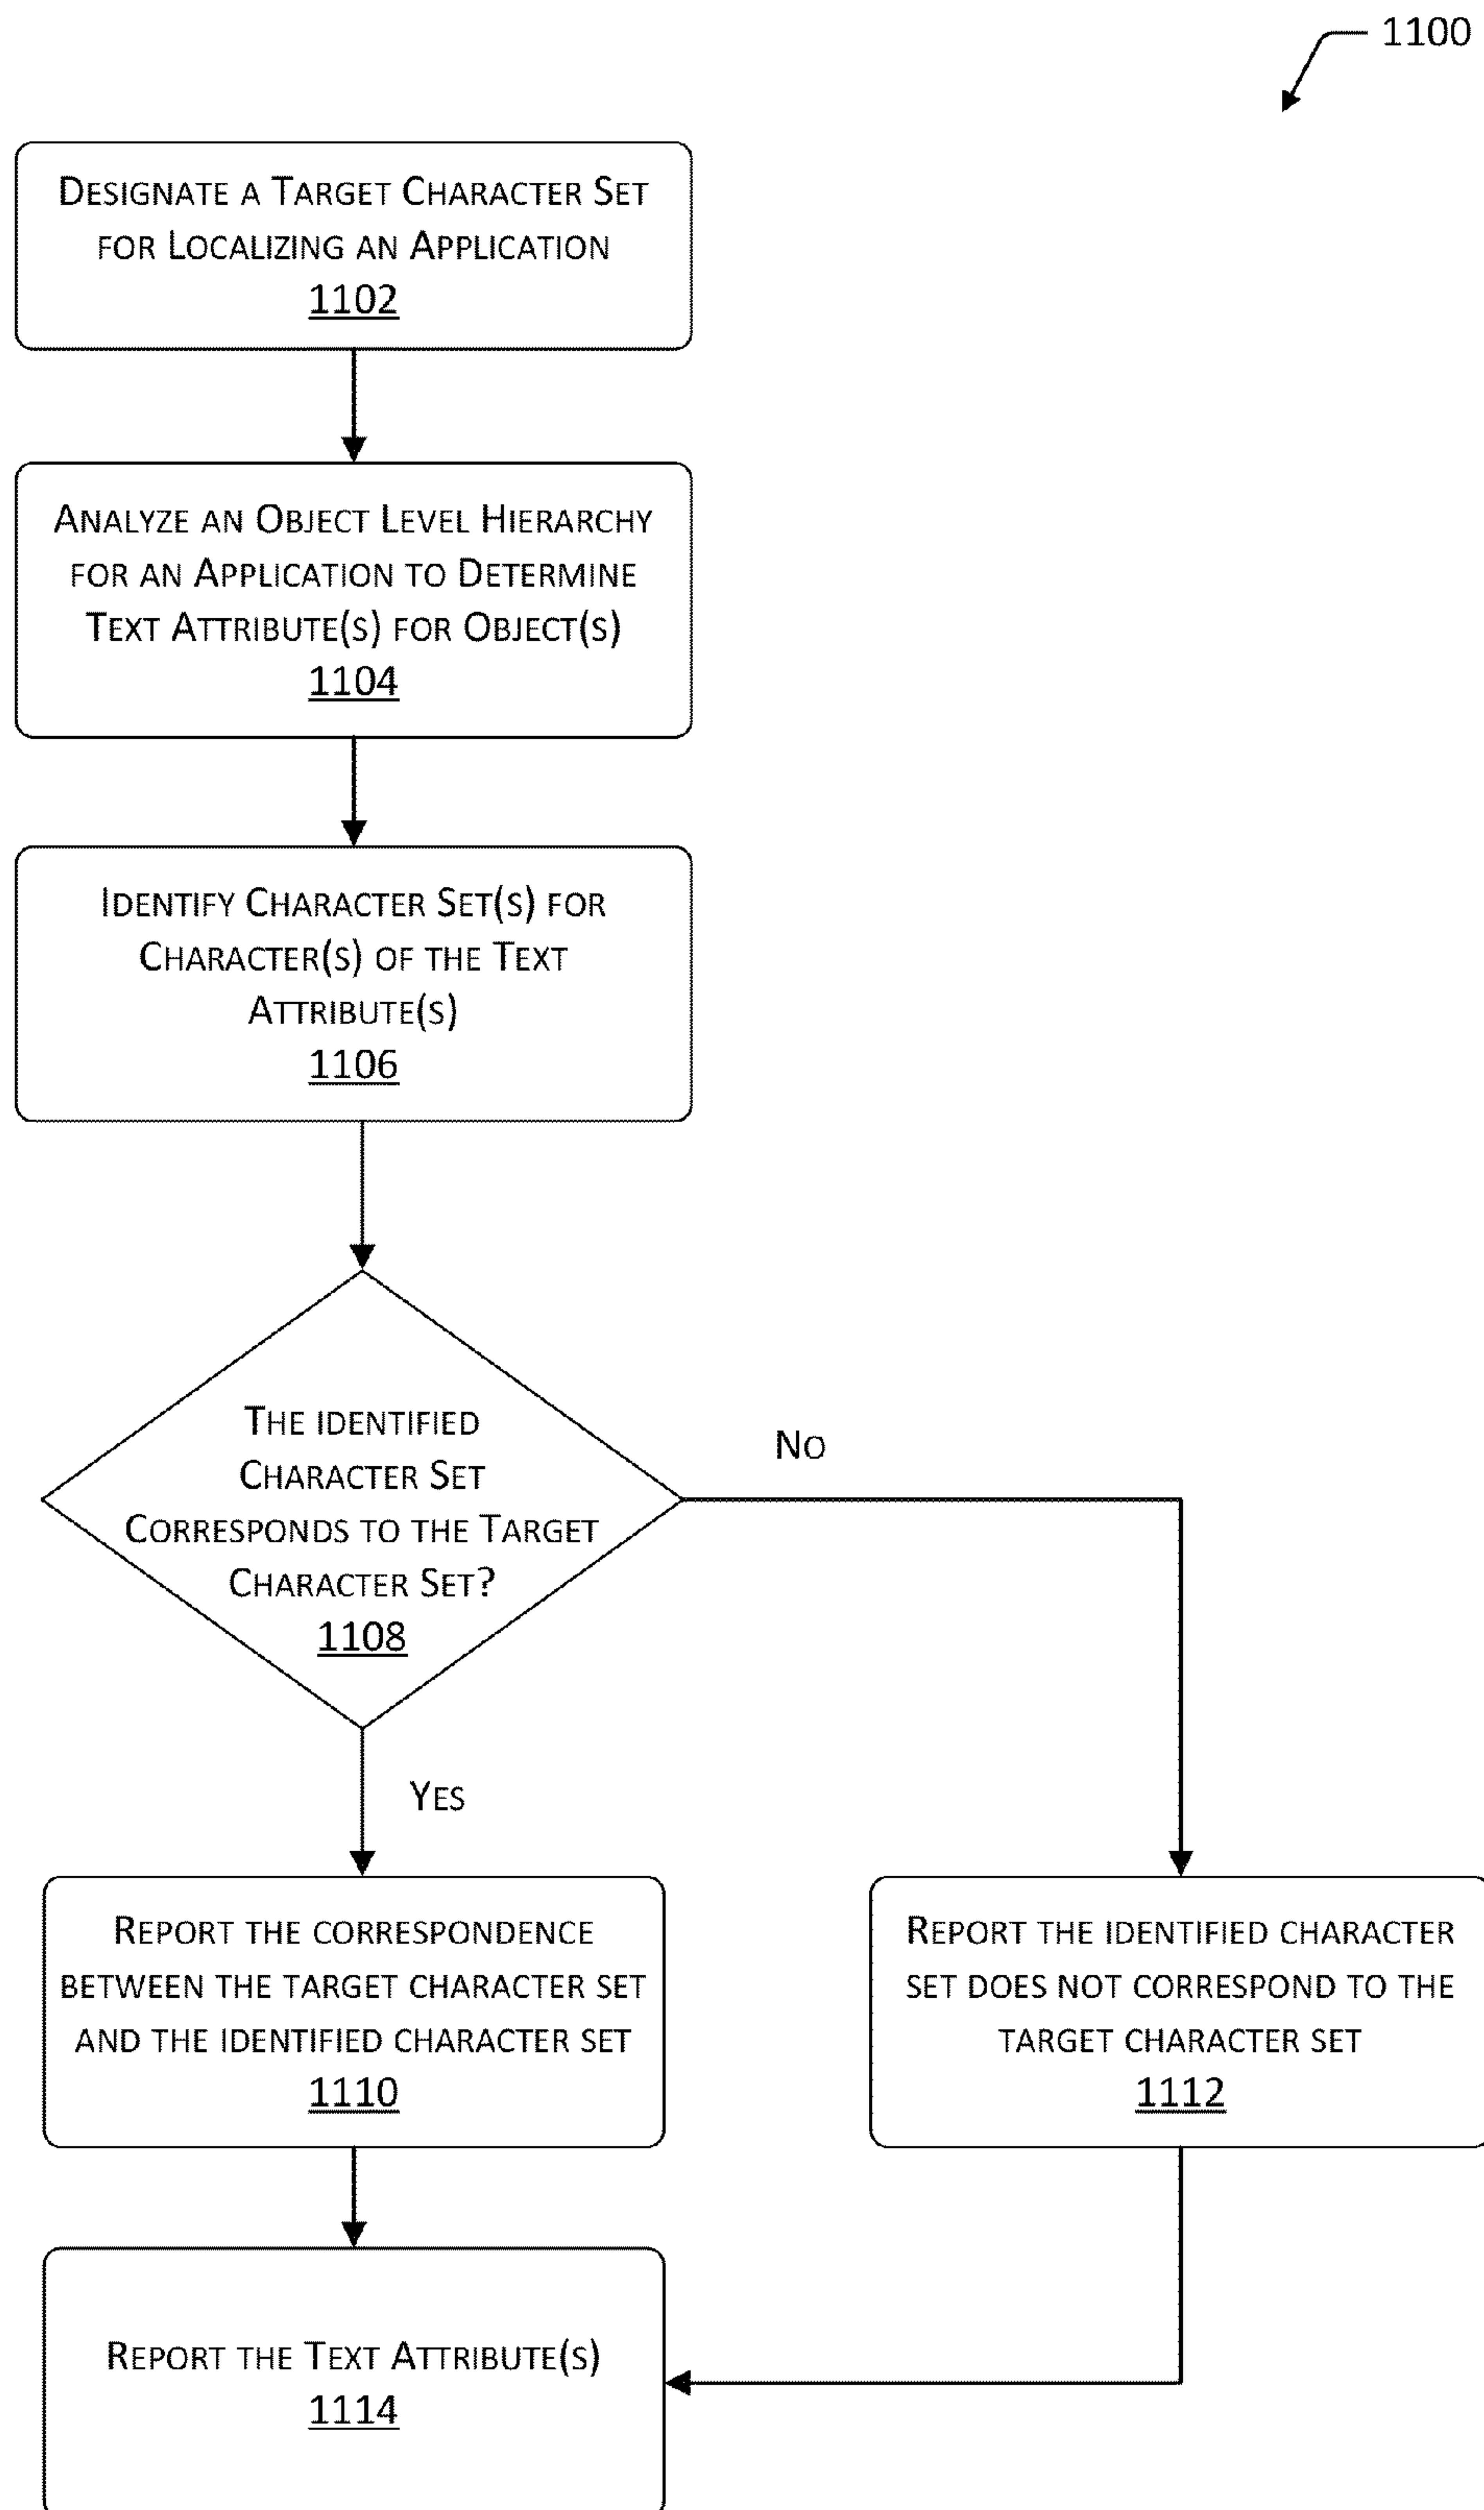 1100
Designate a Target Character Set
for Localizing an Application
1102
Analyze an Object Level Hierarchy
for an Application to Determine
Text Attribute(s) for Object(s)
1104
Identify Character Set(s) for
Character(s) of the Text
Attribute(s)
1106
The identified
Character Set
Corresponds to the Target
Character Set?
1108
No
Yes
Report the correspondence
between the target character set
and the identified character set
1110
Report the identified character
set does not correspond to the
target character set
1112
Report the Text Attribute(s)
1114